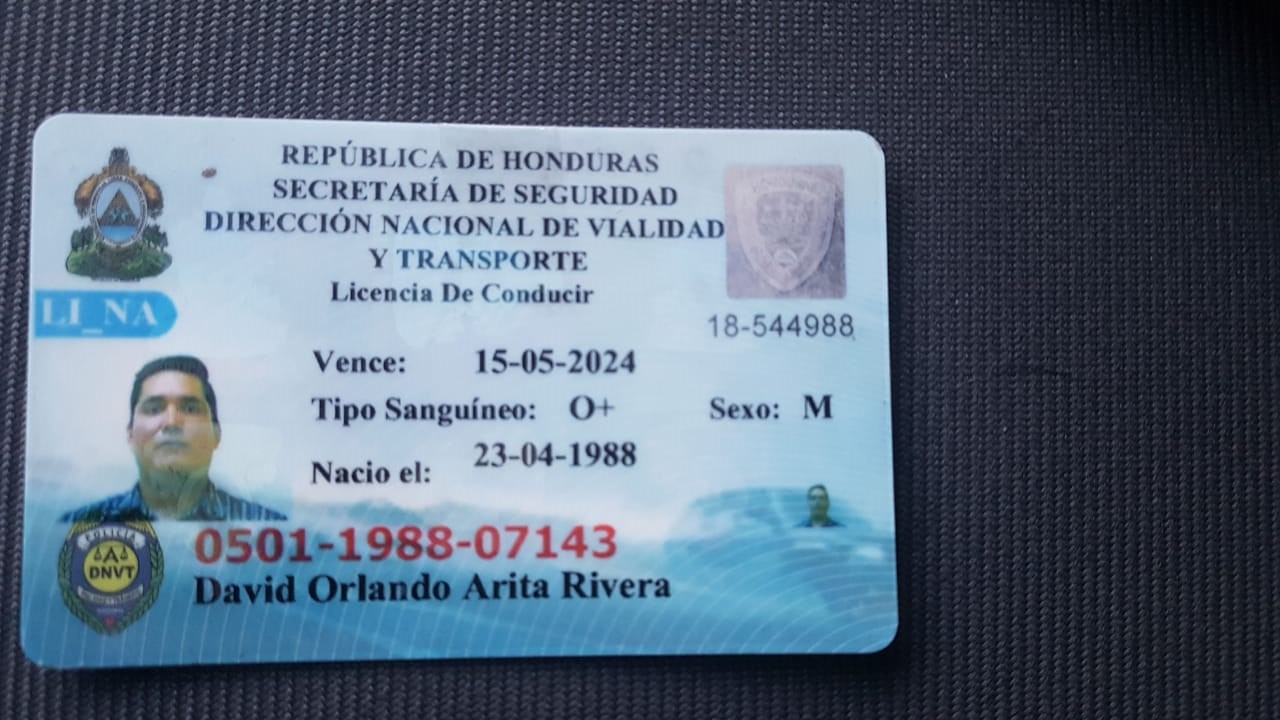 REPÚBLICA DE HONDURAS
SECRETARÍA DE SEGURIDAD
DIRECCIÓN NACIONAL DE VIALIDAD
Y TRANSPORTE
Licencia De Conducir
LI_NA
18-544988
Vence: 15-05-2024
Tipo Sanguíneo: O+ Sexo: M
Nacio el: 23-04-1988
0501-1988-07143
David Orlando Arita Rivera
POLICIA
DNVT